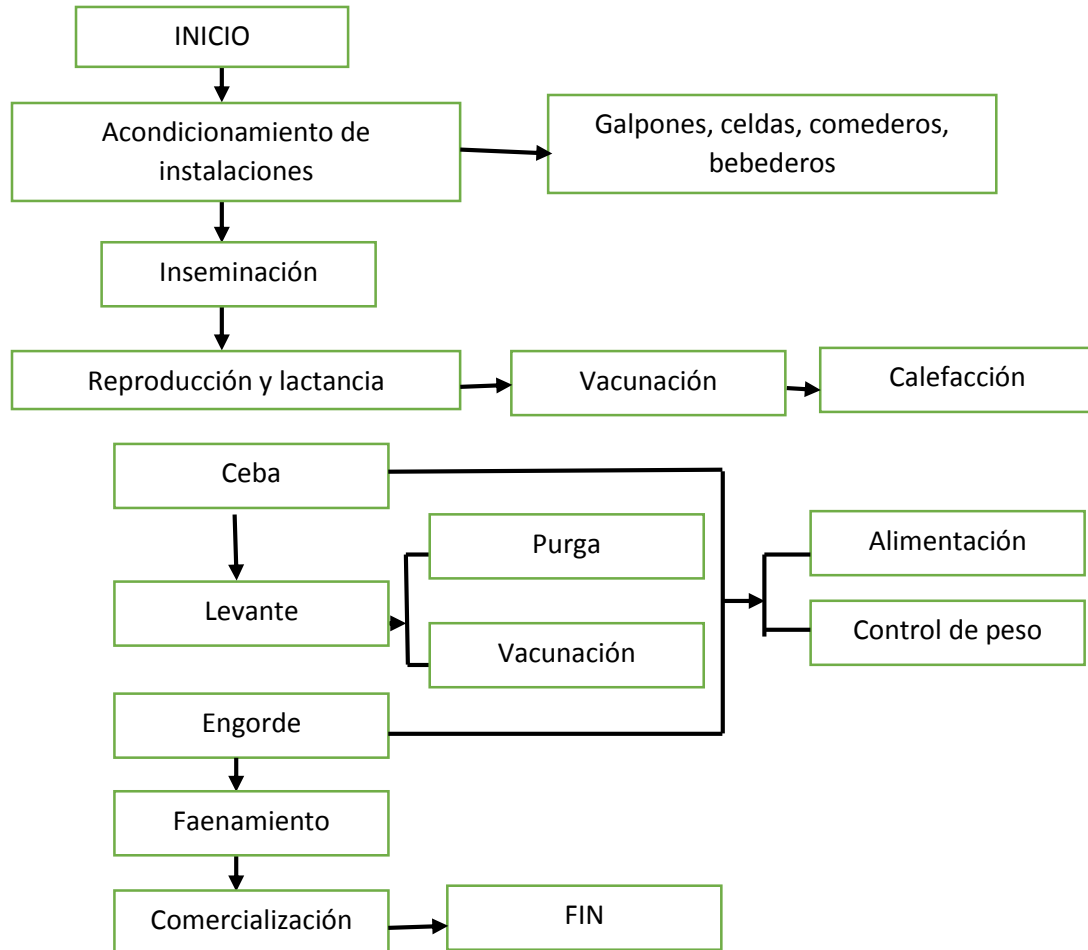 INICIO
Acondicionamiento de
instalaciones
Galpones, celdas, comederos,
bebederos
Inseminación
Reproducción y lactancia
Vacunación
Calefacción
Ceba
Purga
Alimentación
Levante
Vacunación
Control de peso
Engorde
Faenamiento
Comercialización
FIN